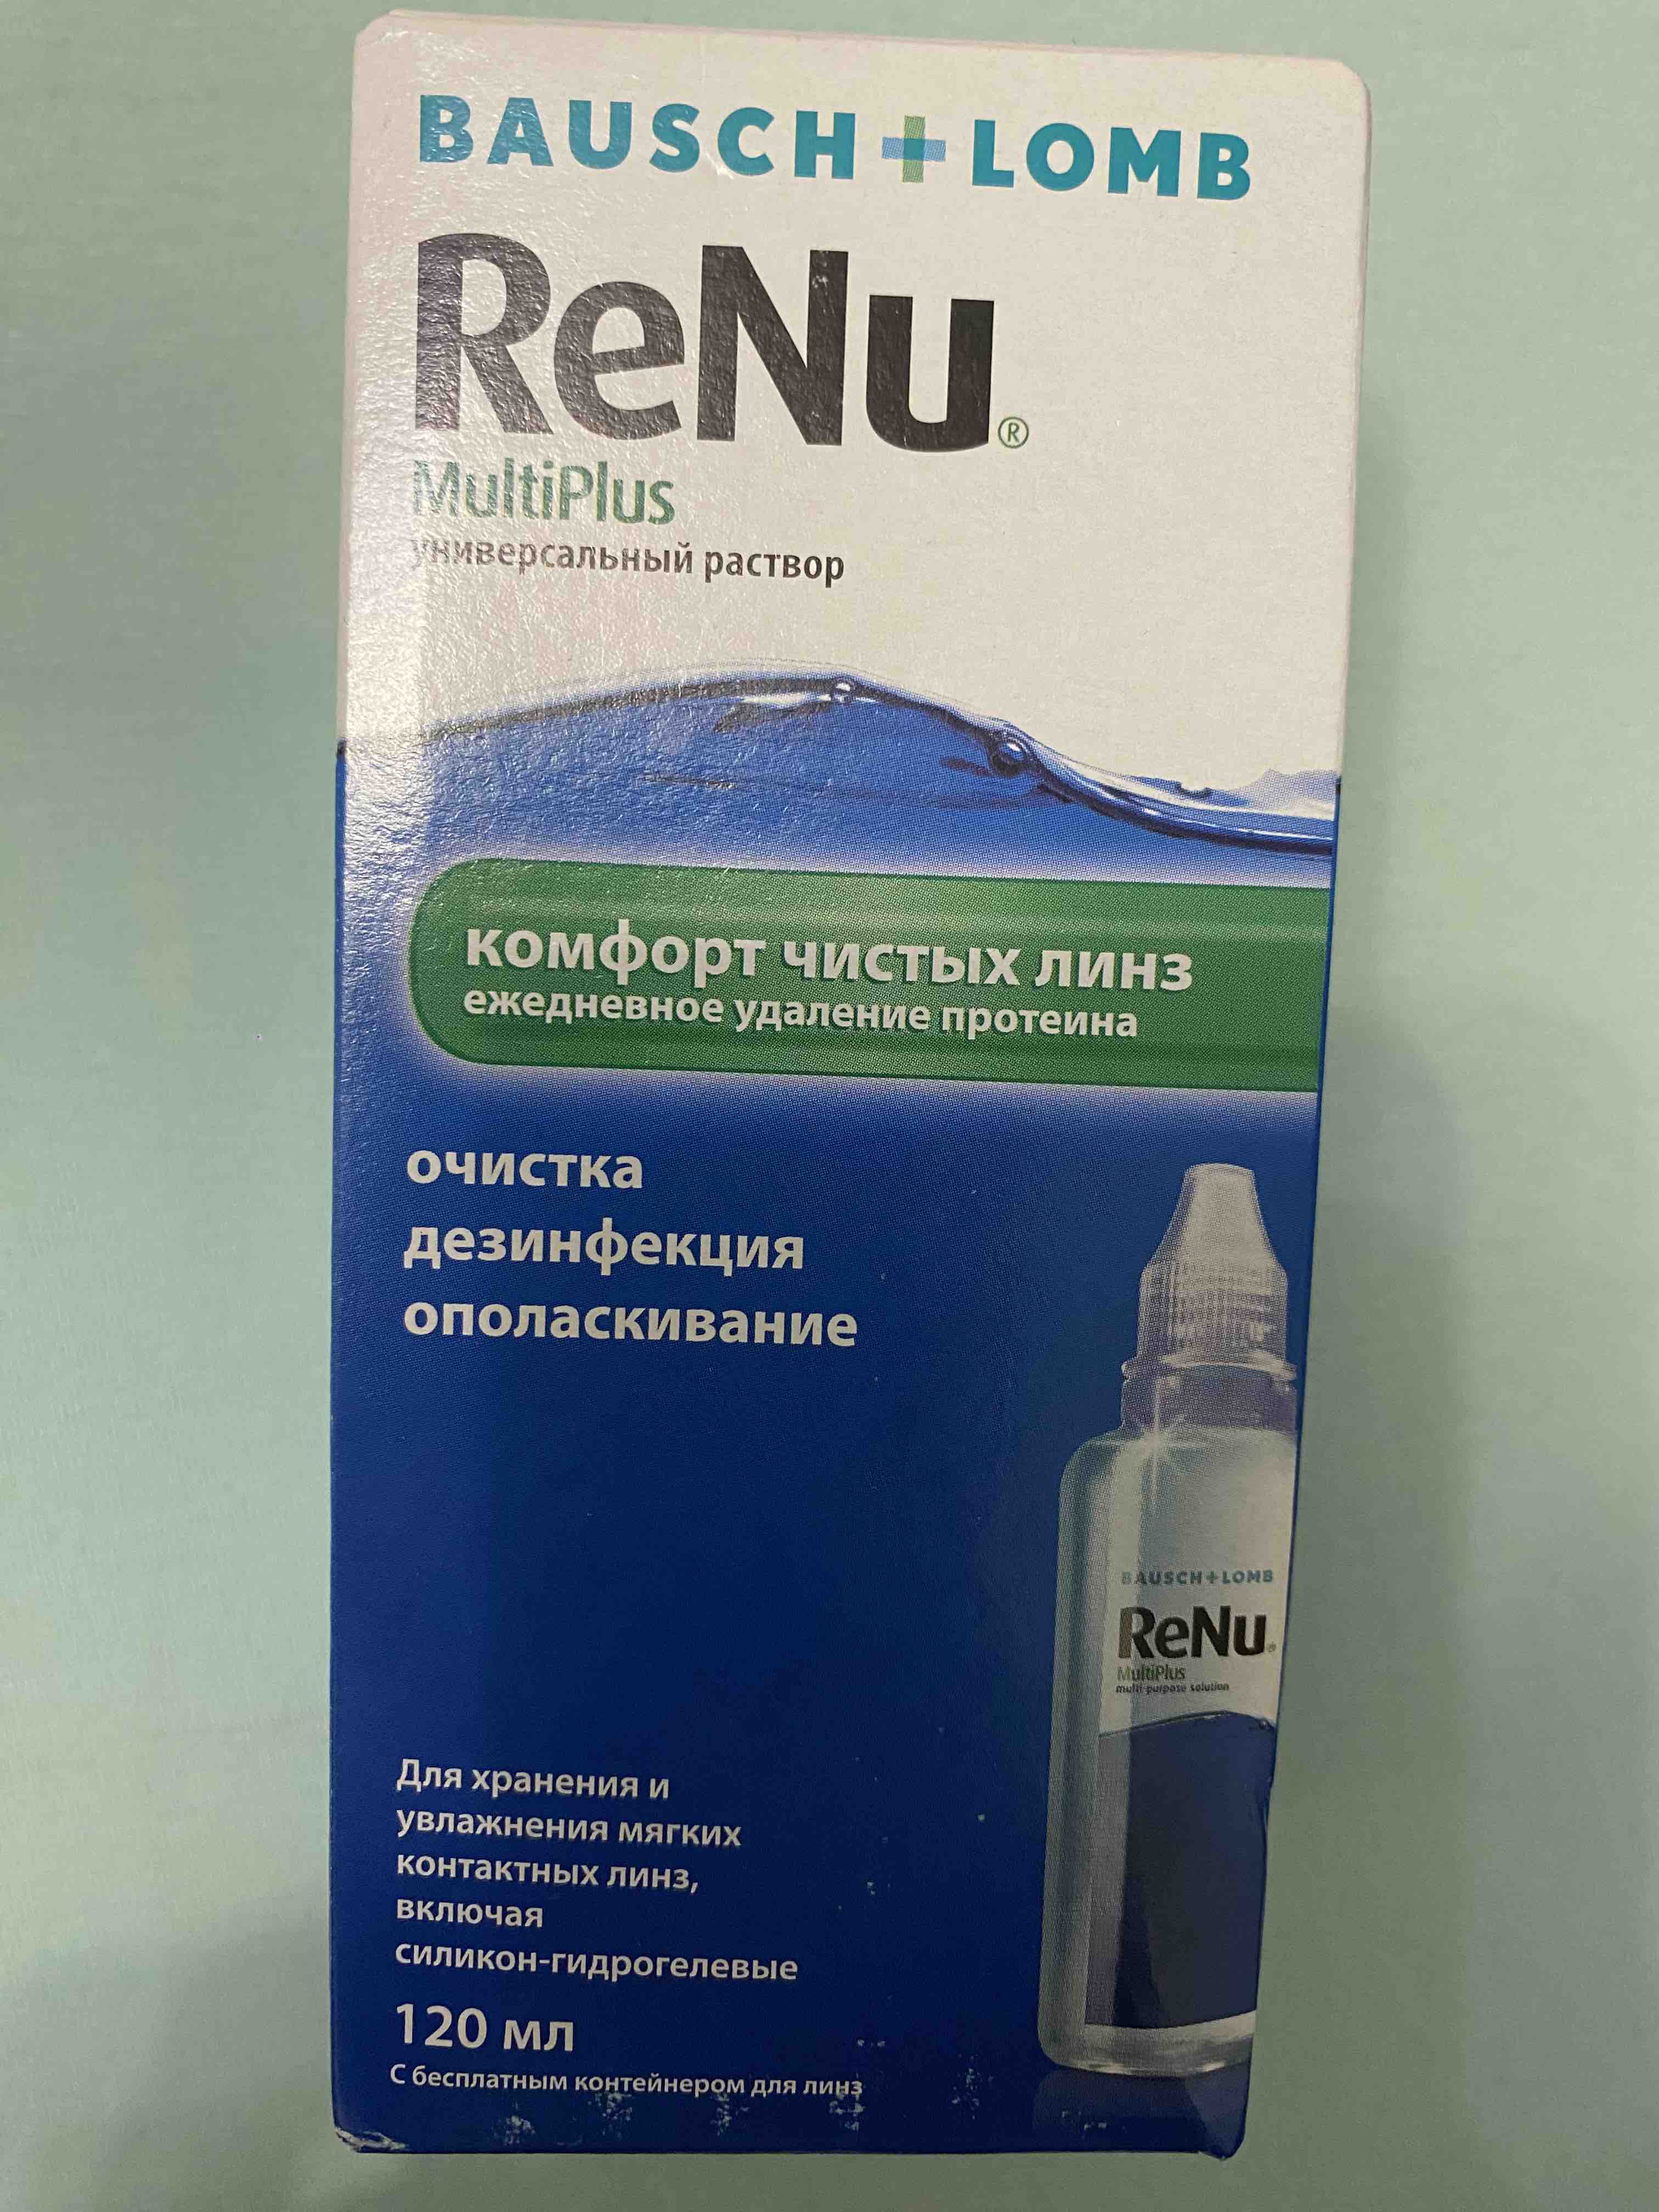 BAUSCH+LOMB
ReNu®
MultiPlus
универсальный раствор
комфорт чистых линз
ежедневное удаление протеина
очистка
дезинфекция
ополаскивание
BAUSCH+LOMB
ReNu®
MultiPlus
multi-purpose solution
Для хранения и
увлажнения мягких
контактных линз,
включая
силикон-гидрогелевые
120 мл
С бесплатным контейнером для линз